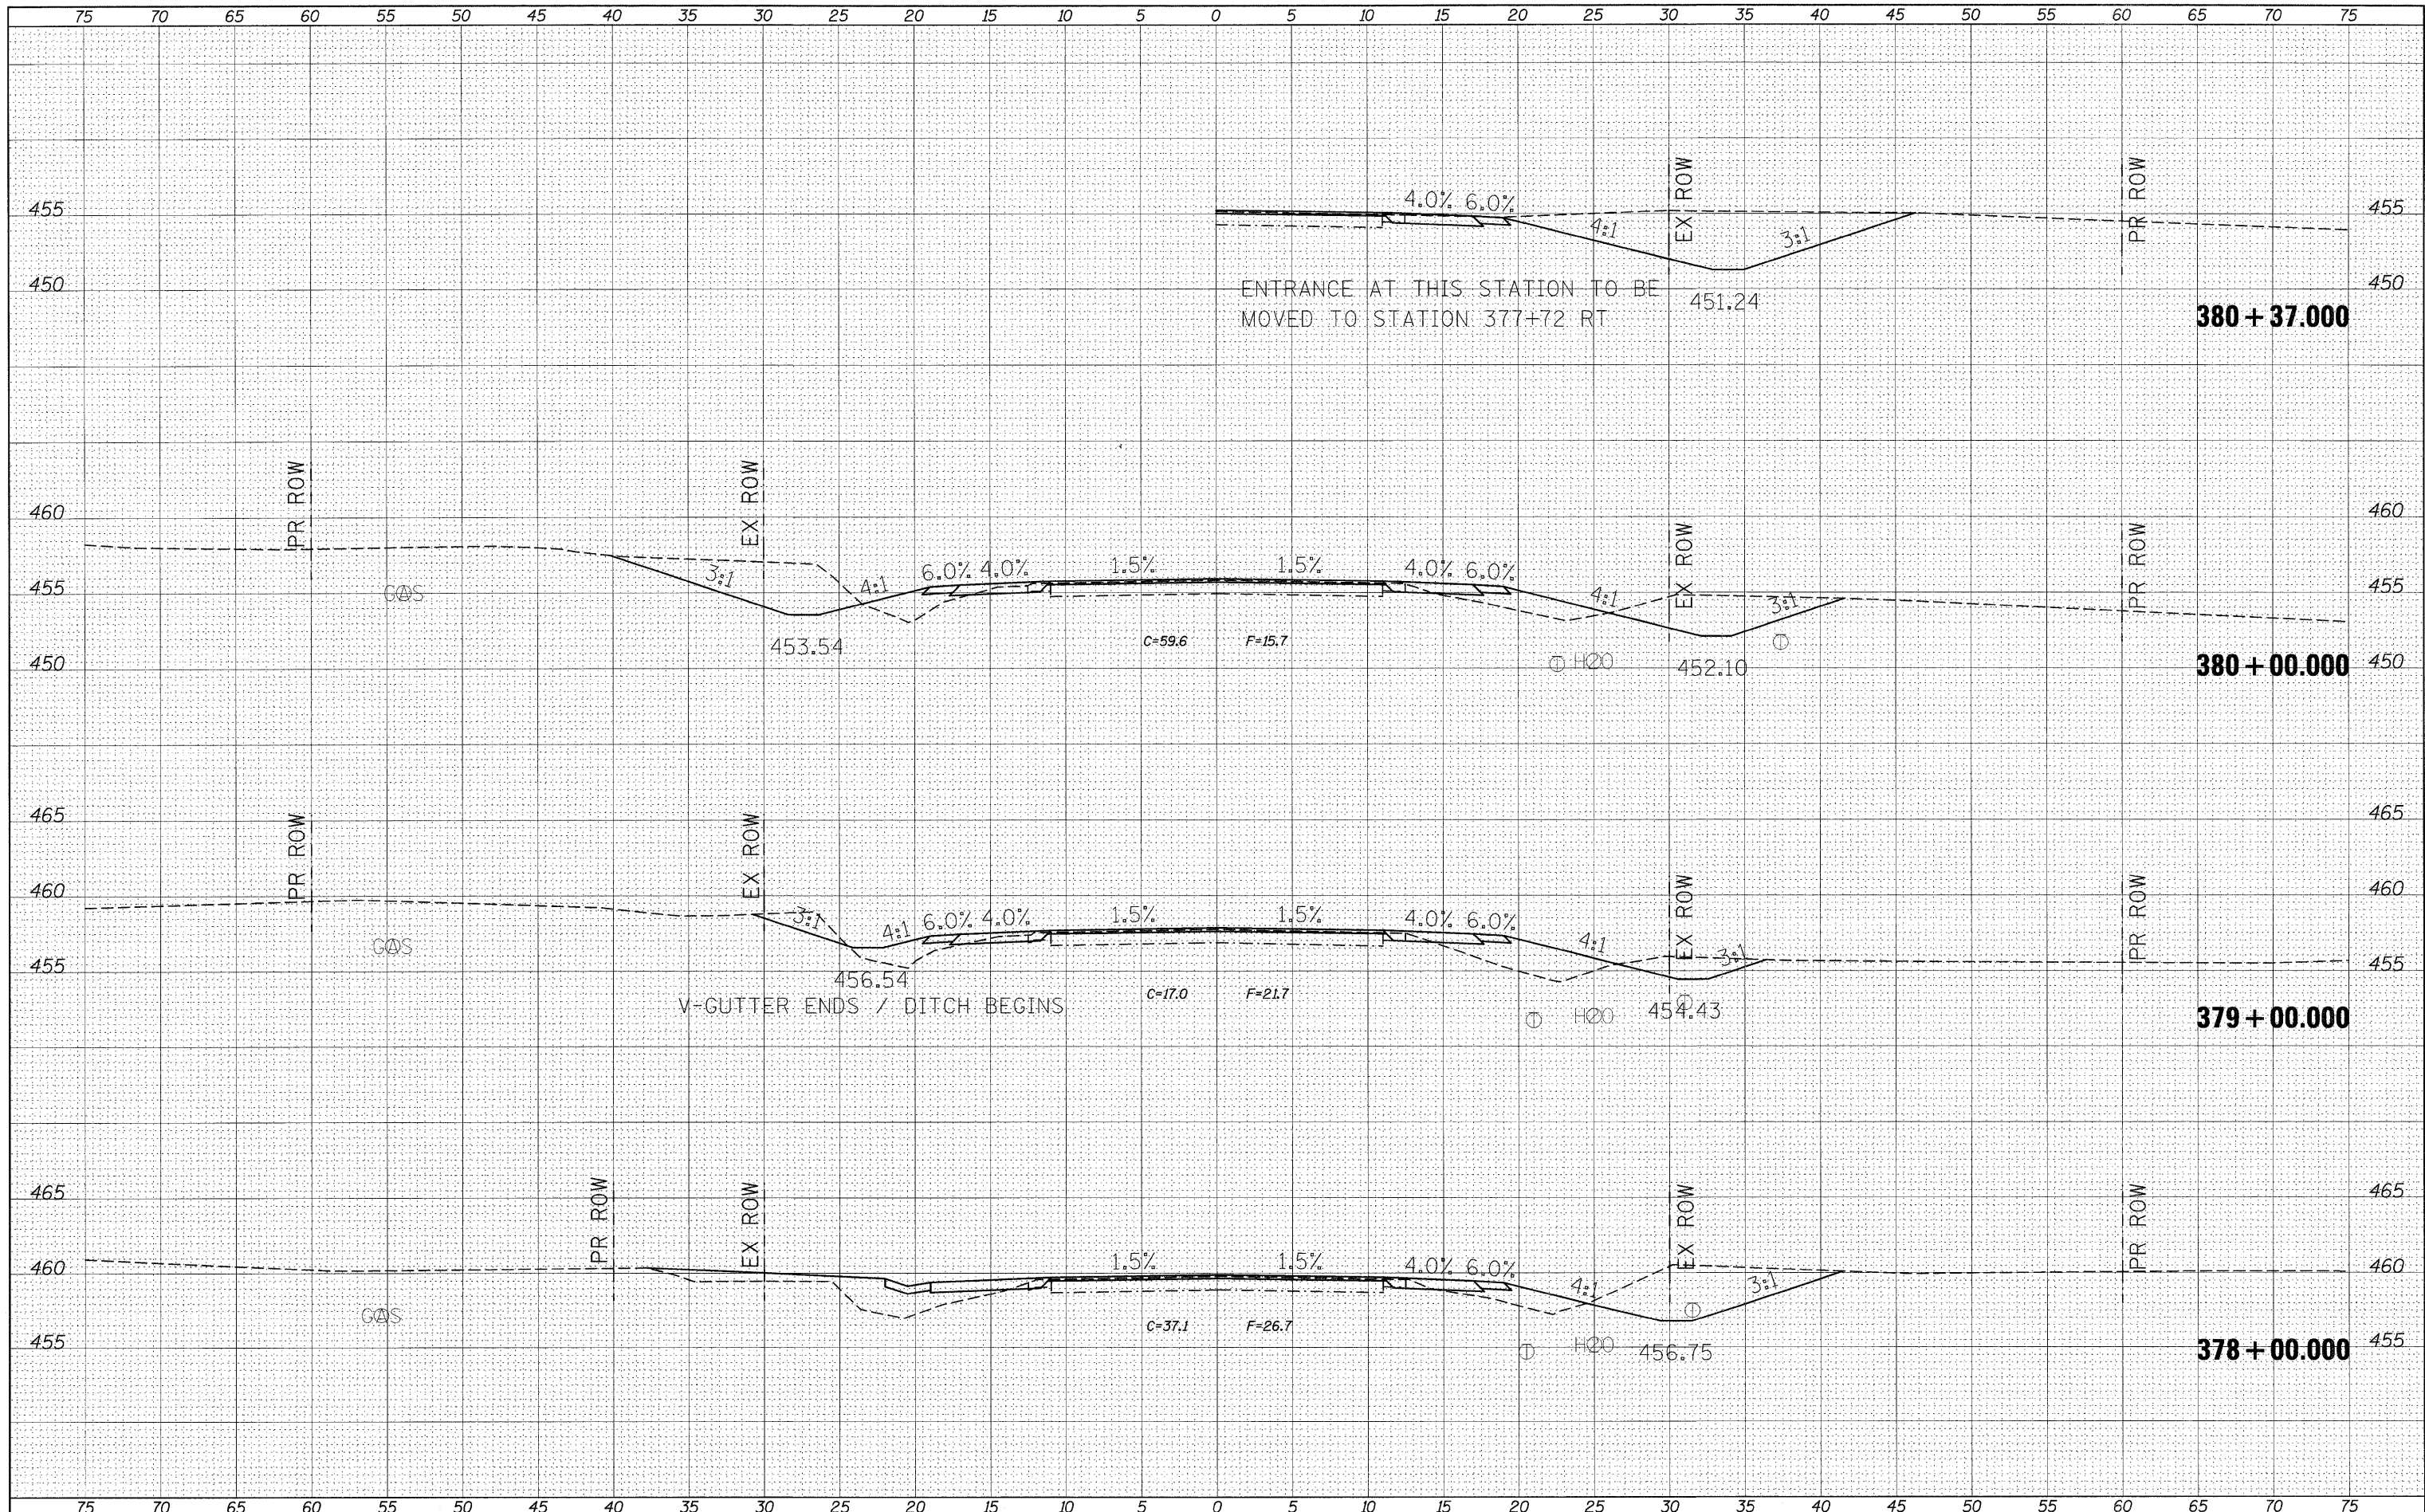 75 70 65 60 55 50 45 40 35 30 25 20 15 10 5 0 5 10 15 20 25 30 35 40 45 50 55 60 65 70 75
EX ROW PR ROW
455 4.0% 6.0% 455
4:1 3:1
450 ENTRANCE AT THIS STATION TO BE 451.24 450
MOVED TO STATION 377+72 RT 380+37.000
PR ROW EX ROW EX ROW PR ROW
460 460
3:1 4:1 6.0% 4.0% 1.5% 1.5% 4.0% 6.0% 4:1 3:1
455 GAS 455
453.54 C=59.6 F=15.7 T
450 T H2O 452.10 380+00.000 450
465 465
PR ROW EX ROW EX ROW PR ROW
460 460
3:1 4:1 6.0% 4.0% 1.5% 1.5% 4.0% 6.0% 4:1 3:1
GAS
455 456.54 455
V-GUTTER ENDS / DITCH BEGINS C=17.0 F=21.7 T
T H2O 454.43 379+00.000
465 465
PR ROW EX ROW EX ROW PR ROW
460 1.5% 1.5% 4.0% 6.0% 460
4:1 3:1
GAS C=37.1 F=26.7 T
455 T H2O 456.75 378+00.000 455
75 70 65 60 55 50 45 40 35 30 25 20 15 10 5 0 5 10 15 20 25 30 35 40 45 50 55 60 65 70 75